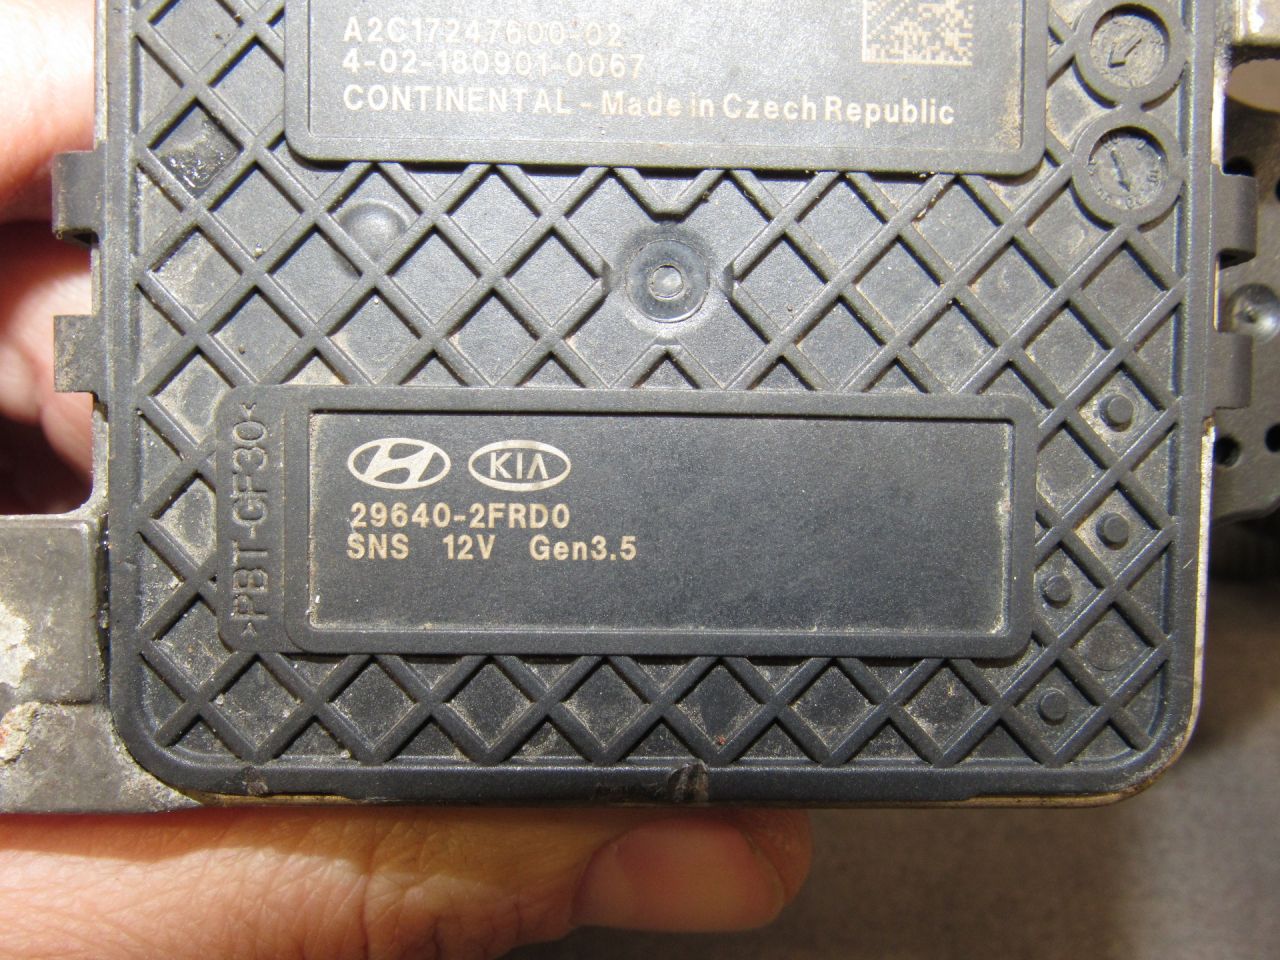 A2C17247600-02
4-02-180901-0067
CONTINENTAL - Made in Czech Republic
>PBT-GF30<
KIA
29640-2FRD0
SNS 12V Gen3.5